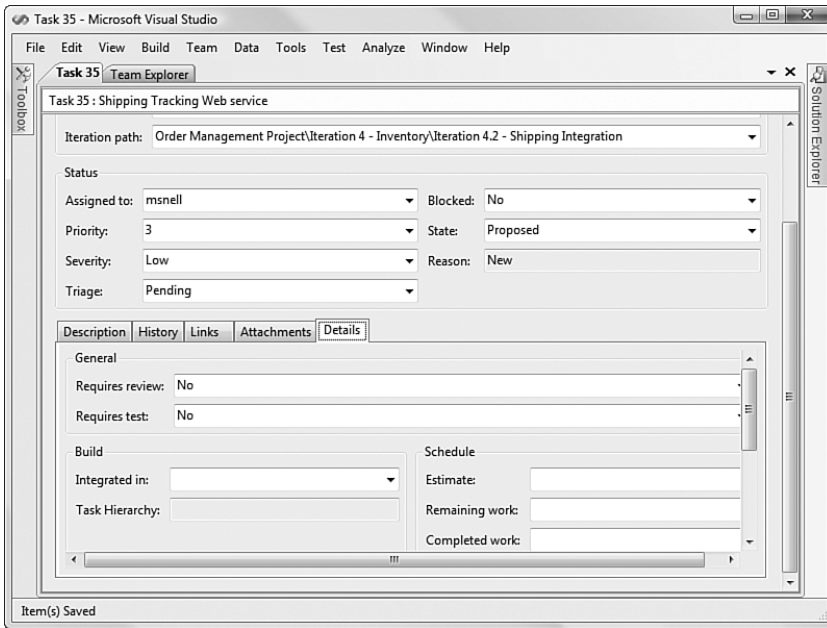 Task 35 - Microsoft Visual Studio
File Edit View Build Team Data Tools Test Analyze Window Help
Toolbox
Task 35 Team Explorer
Solution Explorer
Task 35 : Shipping Tracking Web service
Iteration path: Order Management Project\Iteration 4 - Inventory\Iteration 4.2 - Shipping Integration
Status
Assigned to: msnell Blocked: No
Priority: 3 State: Proposed
Severity: Low Reason: New
Triage: Pending
Description History Links Attachments Details
General
Requires review: No
Requires test: No
Build Schedule
Integrated in: Estimate:
Task Hierarchy: Remaining work:
Completed work:
Item(s) Saved